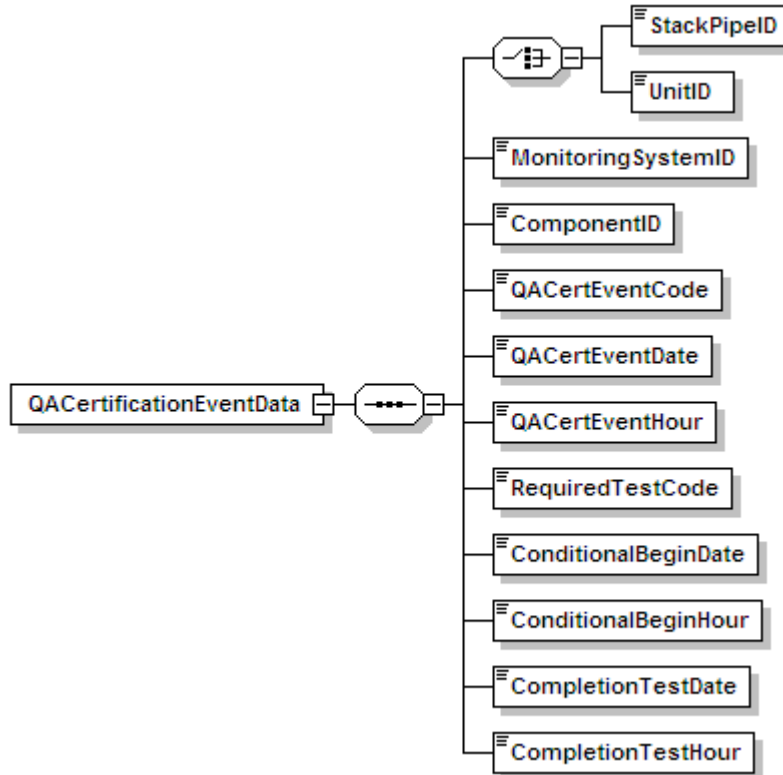 StackPipeID
UnitID
MonitoringSystemID
ComponentID
QACertEventCode
QACertEventDate
QACertificationEventData
QACertEventHour
RequiredTestCode
ConditionalBeginDate
ConditionalBeginHour
CompletionTestDate
CompletionTestHour